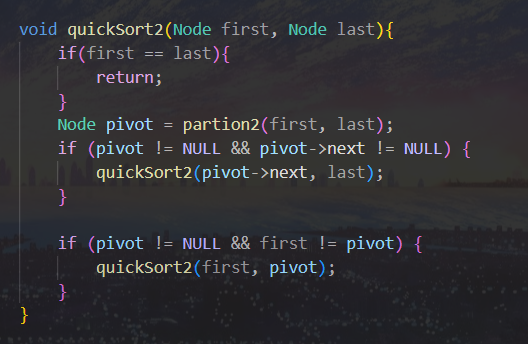 void quickSort2(Node first, Node last){
    if(first == last){
        return;
    }
    Node pivot = partion2(first, last);
    if (pivot != NULL && pivot->next != NULL) {
        quickSort2(pivot->next, last);
    }
    if (pivot != NULL && first != pivot) {
        quickSort2(first, pivot);
    }
}